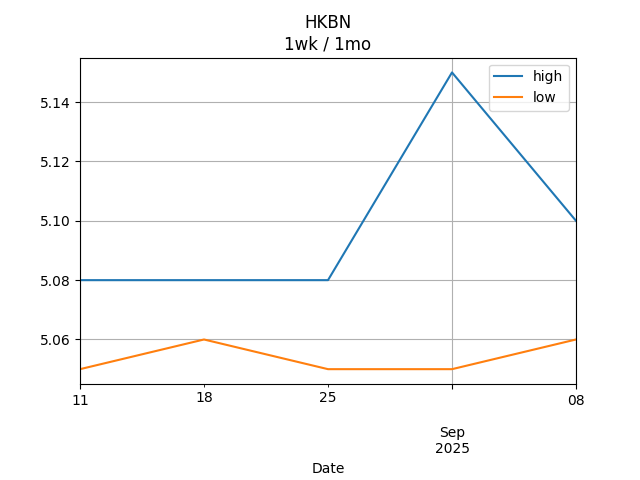 HKBN
1wk / 1mo
high
low
5.14
5.12
5.10
5.08
5.06
11 18 25 08
Sep
2025
Date